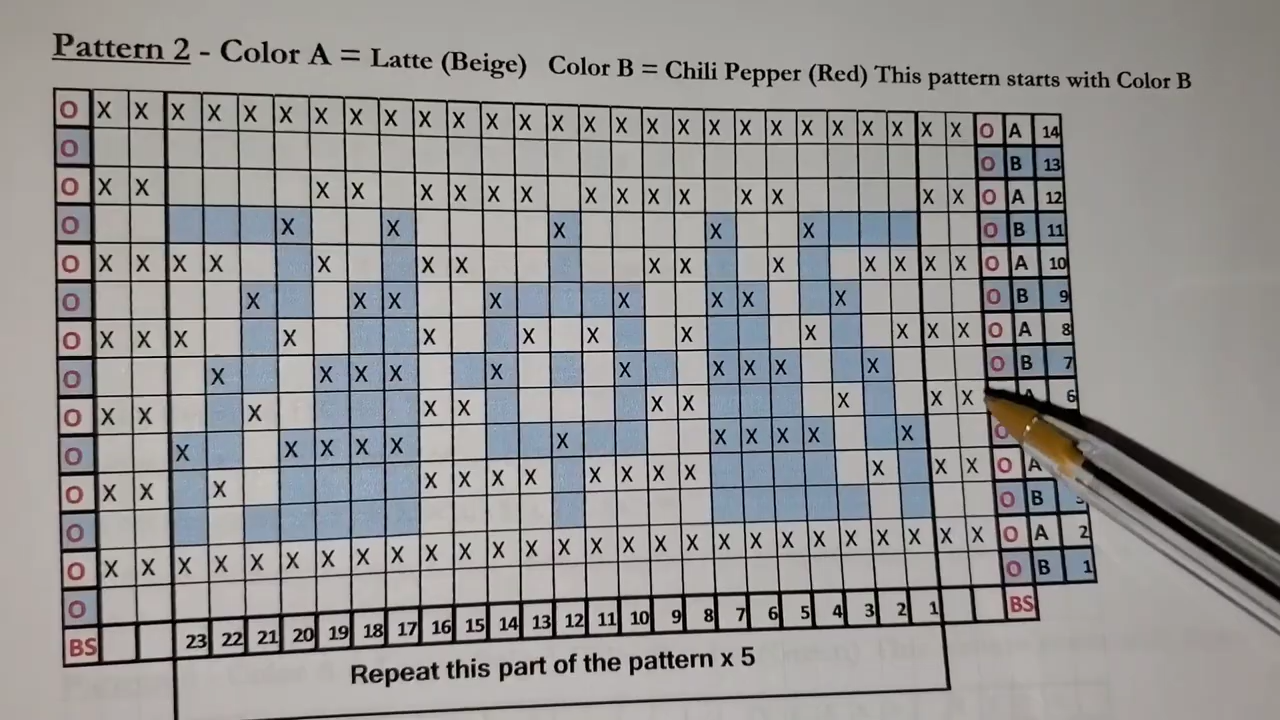 Pattern 2 - Color A = Latte (Beige) Color B = Chili Pepper (Red) This pattern starts with Color B
O X X X X X X X X X X X X X X X X X X X X X X X X X X X O A 14
O O B 13
O X X X X X X X X X X X X X X X X O A 12
O X X X X X O B 11
O X X X X X X X X X X X X X X O A 10
O X X X X X X X X O B 9
O X X X X X X X X X X X X O A 8
O X X X X X X X X X X O B 7
O X X X X X X X X X X 6
O X X X X X X X X X X X O
O X X X X X X X X X X X X X X O A
O O B
O X X X X X X X X X X X X X X X X X X X X X X X X X X X O A 2
O O B 1
BS 23 22 21 20 19 18 17 16 15 14 13 12 11 10 9 8 7 6 5 4 3 2 1 BS
Repeat this part of the pattern x 5